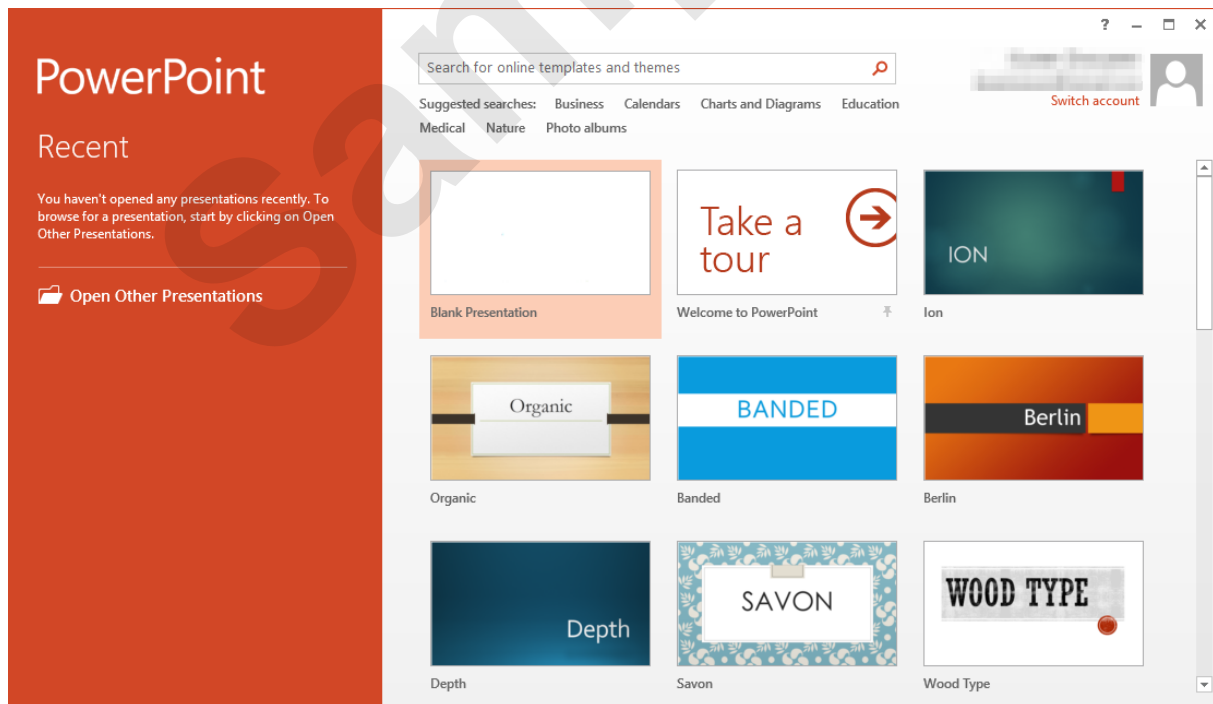 PowerPoint
Recent
You haven't opened any presentations recently. To
browse for a presentation, start by clicking on Open
Other Presentations.
Open Other Presentations
? – □ ×
Search for online templates and themes
Suggested searches: Business Calendars Charts and Diagrams Education
Medical Nature Photo albums
Switch account
Take a
tour
ION
Blank Presentation
Welcome to PowerPoint
Ion
Organic
BANDED
Berlin
Organic
Banded
Berlin
Depth
SAVON
WOOD TYPE
Depth
Savon
Wood Type